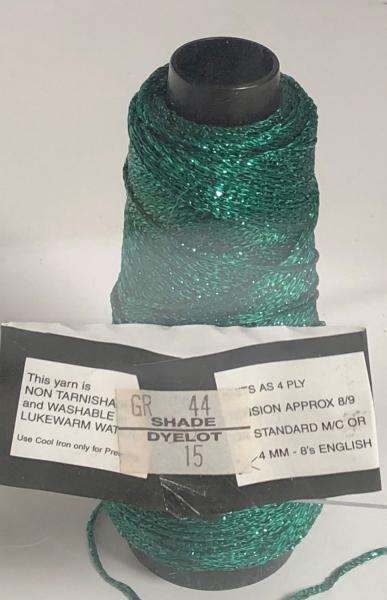 This yarn is
NON TARNISHA
and WASHABLE
LUKEWARM WAT
Use Cool Iron only for Pre
GR 44
SHADE
DYELOT
15
TS AS 4 PLY
SION APPROX 8/9
STANDARD M/C OR
4 MM - 8's ENGLISH